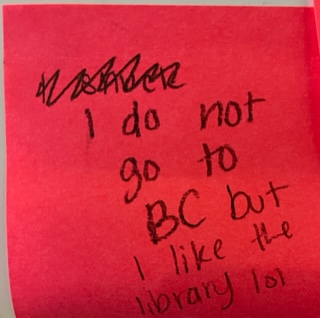 I do not
go to
BC but
I like the
library lol